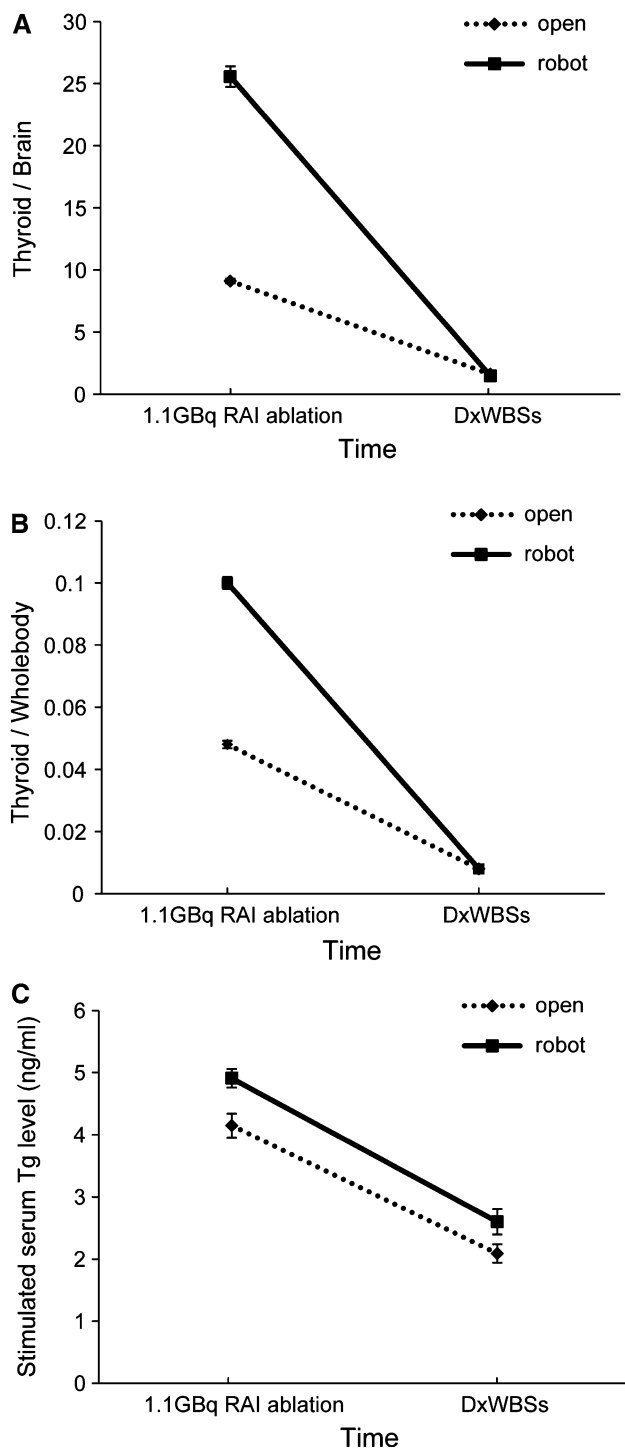 A
open
robot
30
25
20
15
10
5
0
Thyroid / Brain
1.1GBq RAI ablation DxWBSs
Time
B
open
robot
0.12
0.1
0.08
0.06
0.04
0.02
0
Thyroid / Wholebody
1.1GBq RAI ablation DxWBSs
Time
C
open
robot
6
5
4
3
2
1
0
Stimulated serum Tg level (ng/ml)
1.1GBq RAI ablation DxWBSs
Time